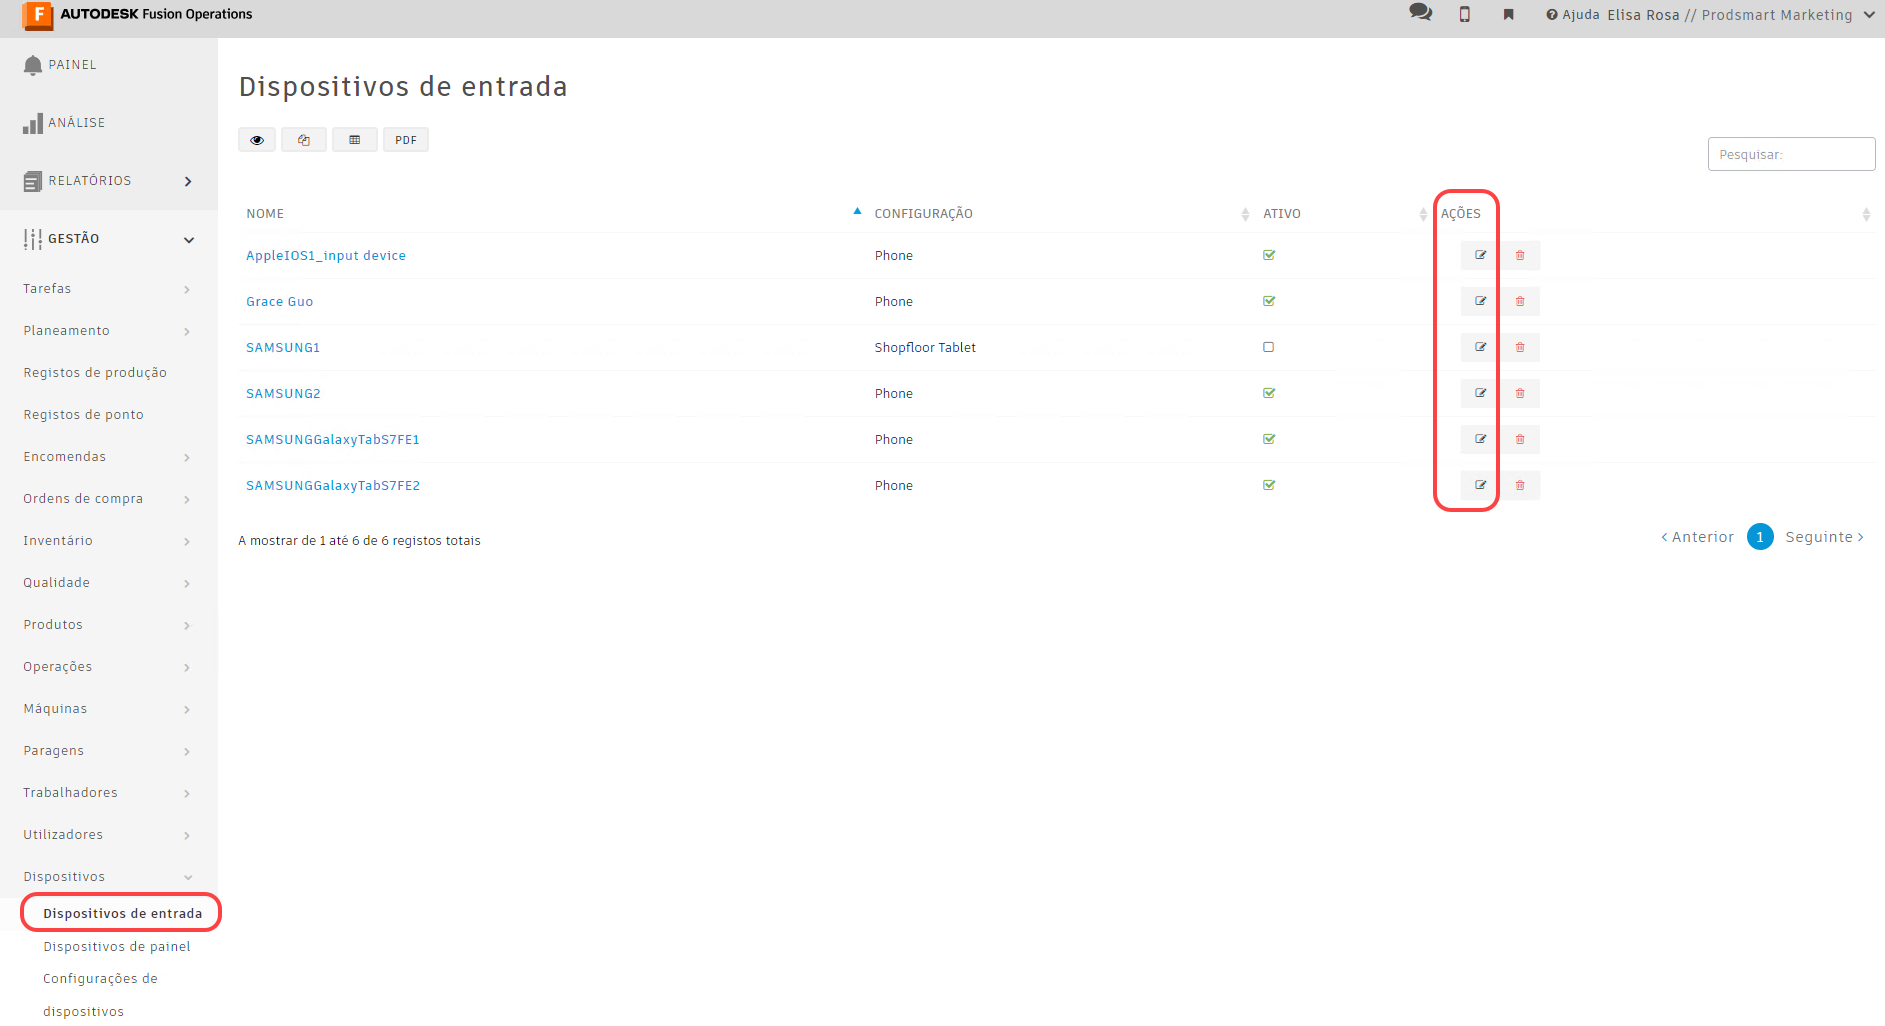 F AUTODESK Fusion Operations
Ajuda Elisa Rosa // Prodsmart Marketing
PAINEL
ANÁLISE
RELATÓRIOS
GESTÃO
Tarefas
Planeamento
Registos de produção
Registos de ponto
Encomendas
Ordens de compra
Inventário
Qualidade
Produtos
Operações
Máquinas
Paragens
Trabalhadores
Utilizadores
Dispositivos
Dispositivos de entrada
Dispositivos de painel
Configurações de
dispositivos
Dispositivos de entrada
PDF
Pesquisar:
NOME CONFIGURAÇÃO ATIVO AÇÕES
AppleIOS1_input device Phone
Grace Guo Phone
SAMSUNG1 Shopfloor Tablet
SAMSUNG2 Phone
SAMSUNGGalaxyTabS7FE1 Phone
SAMSUNGGalaxyTabS7FE2 Phone
A mostrar de 1 até 6 de 6 registos totais
‹ Anterior 1 Seguinte ›